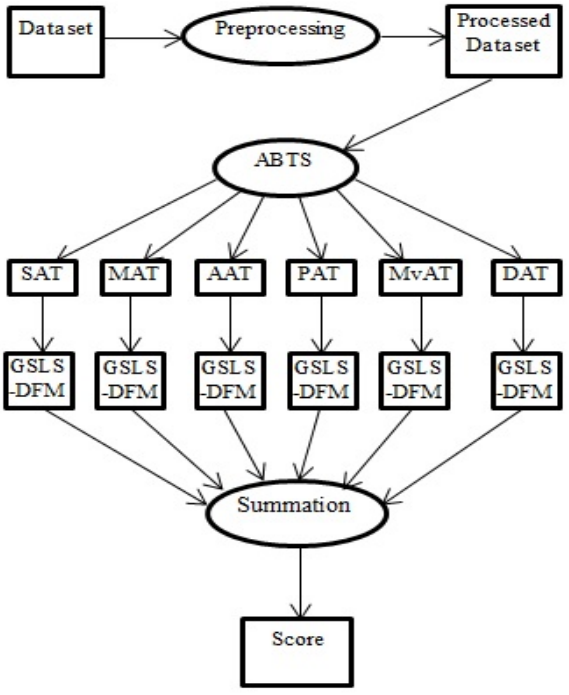 Dataset
Preprocessing
Processed
Dataset
ABTS
SAT
MAT
AAT
PAT
MvAT
DAT
GSLS
-DFM
GSLS
-DFM
GSLS
-DFM
GSLS
-DFM
GSLS
-DFM
GSLS
-DFM
Summation
Score